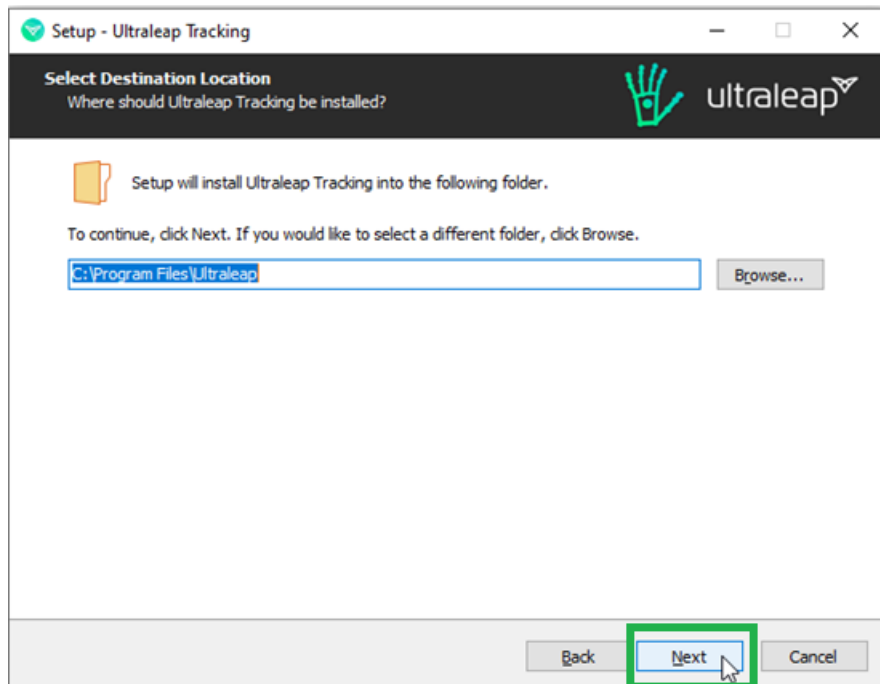 Setup - Ultraleap Tracking
Select Destination Location
Where should Ultraleap Tracking be installed?
ultraleap
Setup will install Ultraleap Tracking into the following folder.
To continue, click Next. If you would like to select a different folder, click Browse.
C:\Program Files\Ultraleap
Browse...
Back
Next
Cancel